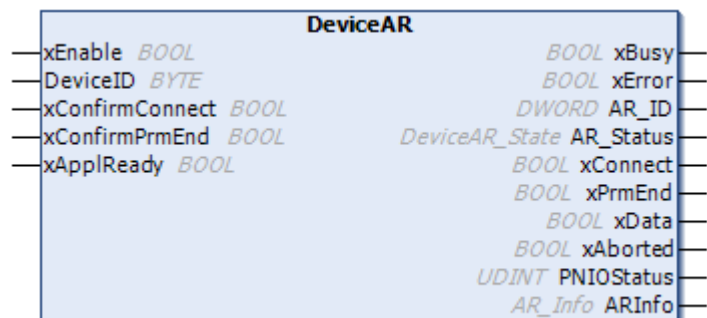 DeviceAR
xEnable BOOL BOOL xBusy
DeviceID BYTE BOOL xError
xConfirmConnect BOOL DWORD AR_ID
xConfirmPrmEnd BOOL DeviceAR_State AR_Status
xApplReady BOOL BOOL xConnect
BOOL xPrmEnd
BOOL xData
BOOL xAborted
UDINT PNIOStatus
AR_Info ARInfo